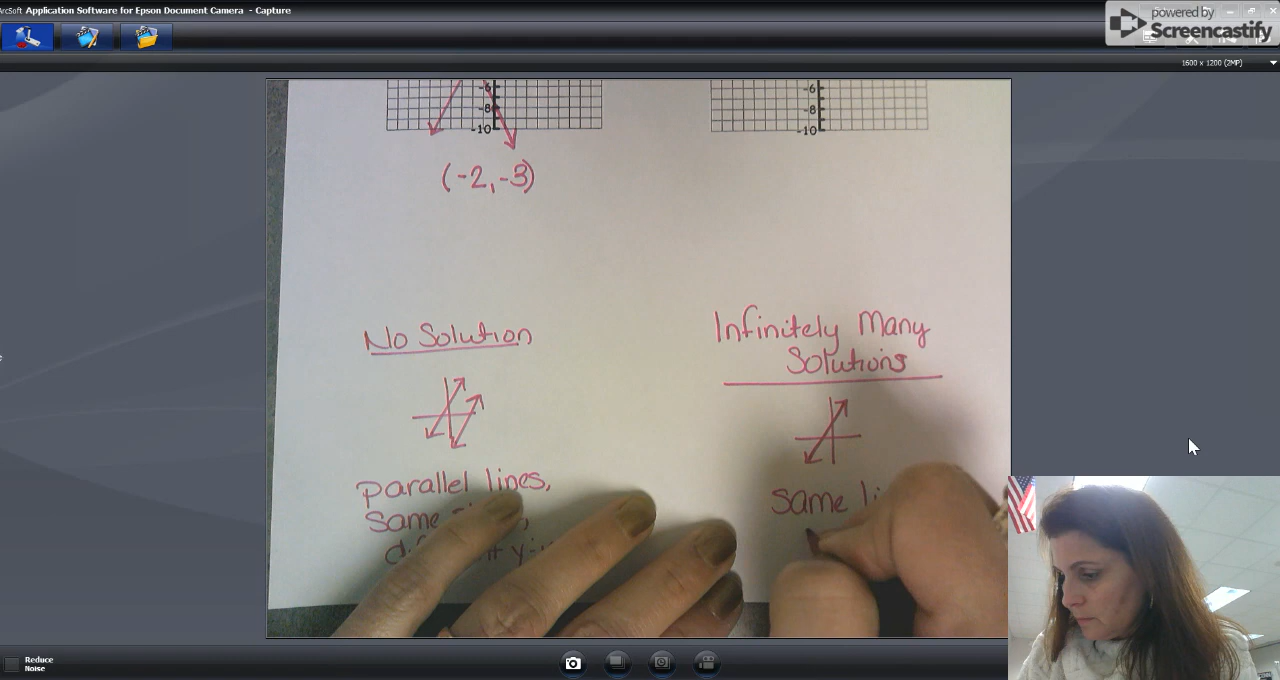 ArcSoft Application Software for Epson Document Camera - Capture
powered by
Screencastify
1600 x 1200 (2MP)
-6
-8
-10
(-2,-3)
-6
-8
-10
No Solution
parallel lines,
Same
Infinitely Many
Solutions
Same
Reduce
Noise